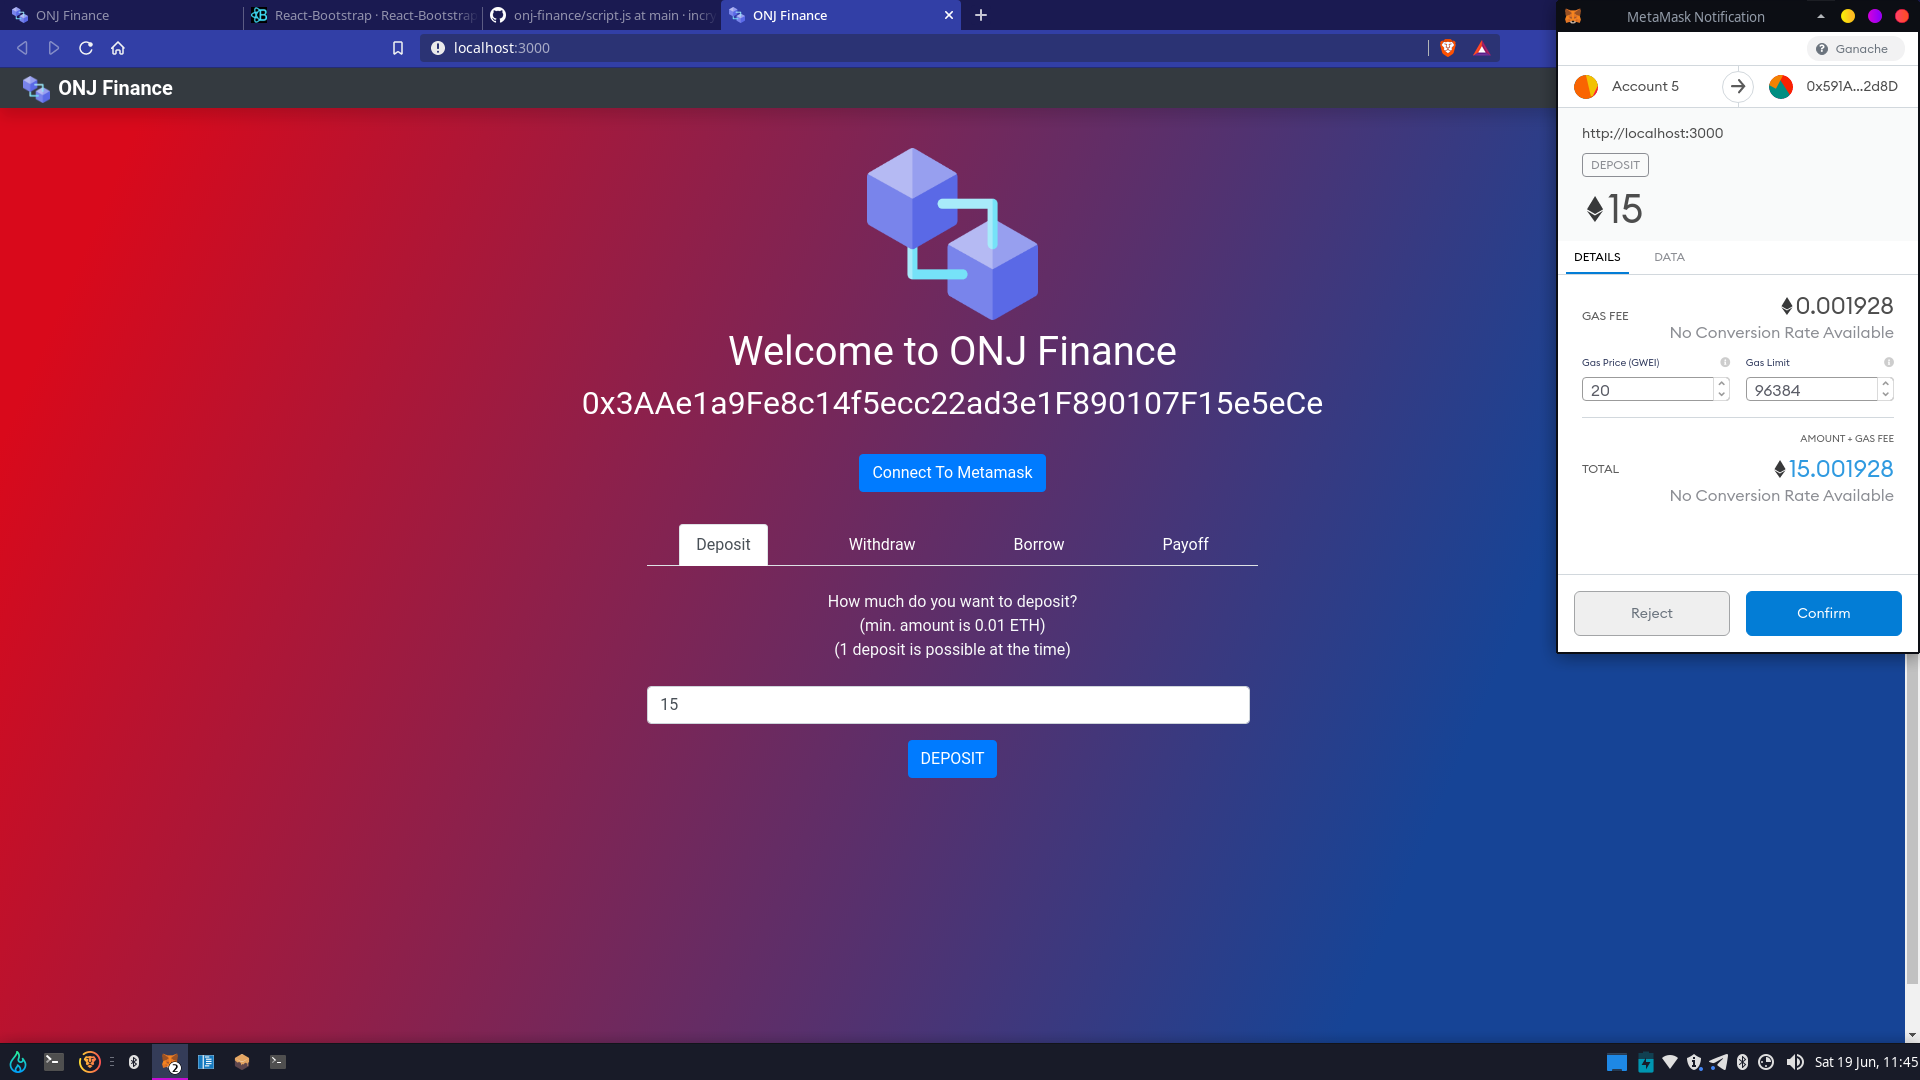 ONJ Finance
React-Bootstrap · React-Bootstrap
onj-finance/script.js at main · incry
ONJ Finance
localhost:3000
ONJ Finance
Welcome to ONJ Finance
0x3AAe1a9Fe8c14f5ecc22ad3e1F890107F15e5eCe
Connect To Metamask
Deposit
Withdraw
Borrow
Payoff
How much do you want to deposit?
(min. amount is 0.01 ETH)
(1 deposit is possible at the time)
15
DEPOSIT
MetaMask Notification
Ganache
Account 5
0x591A...2d8D
http://localhost:3000
DEPOSIT
15
DETAILS
DATA
GAS FEE
0.001928
No Conversion Rate Available
Gas Price (GWEI)
Gas Limit
20
96384
AMOUNT + GAS FEE
TOTAL
15.001928
No Conversion Rate Available
Reject
Confirm
2
Sat 19 Jun, 11:45